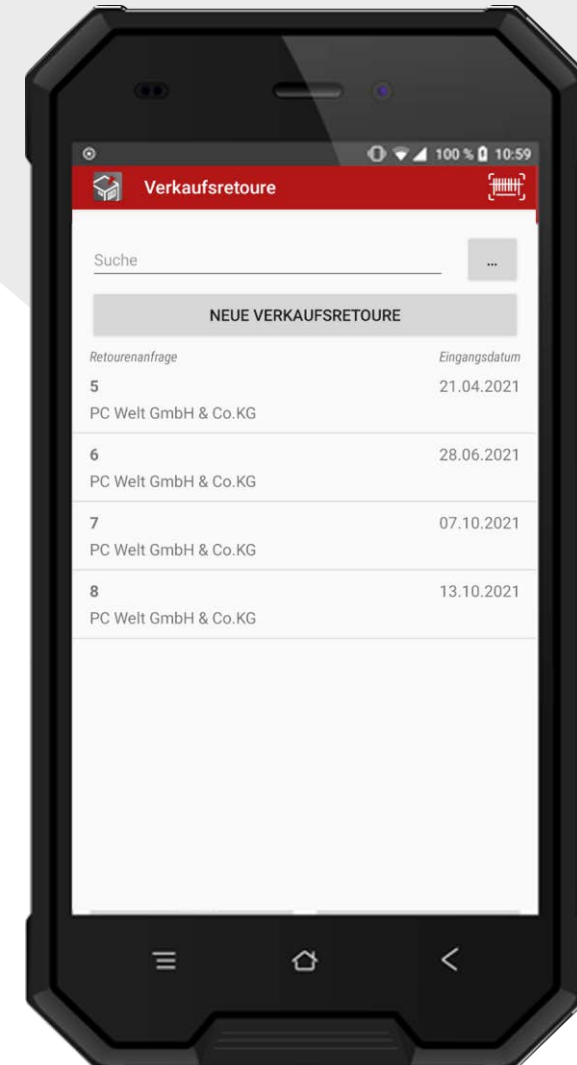 100 % 10:59
Verkaufsretoure
Suche
...
NEUE VERKAUFSRETOURE
Retourenanfrage Eingangsdatum
5 21.04.2021
PC Welt GmbH & Co.KG
6 28.06.2021
PC Welt GmbH & Co.KG
7 07.10.2021
PC Welt GmbH & Co.KG
8 13.10.2021
PC Welt GmbH & Co.KG